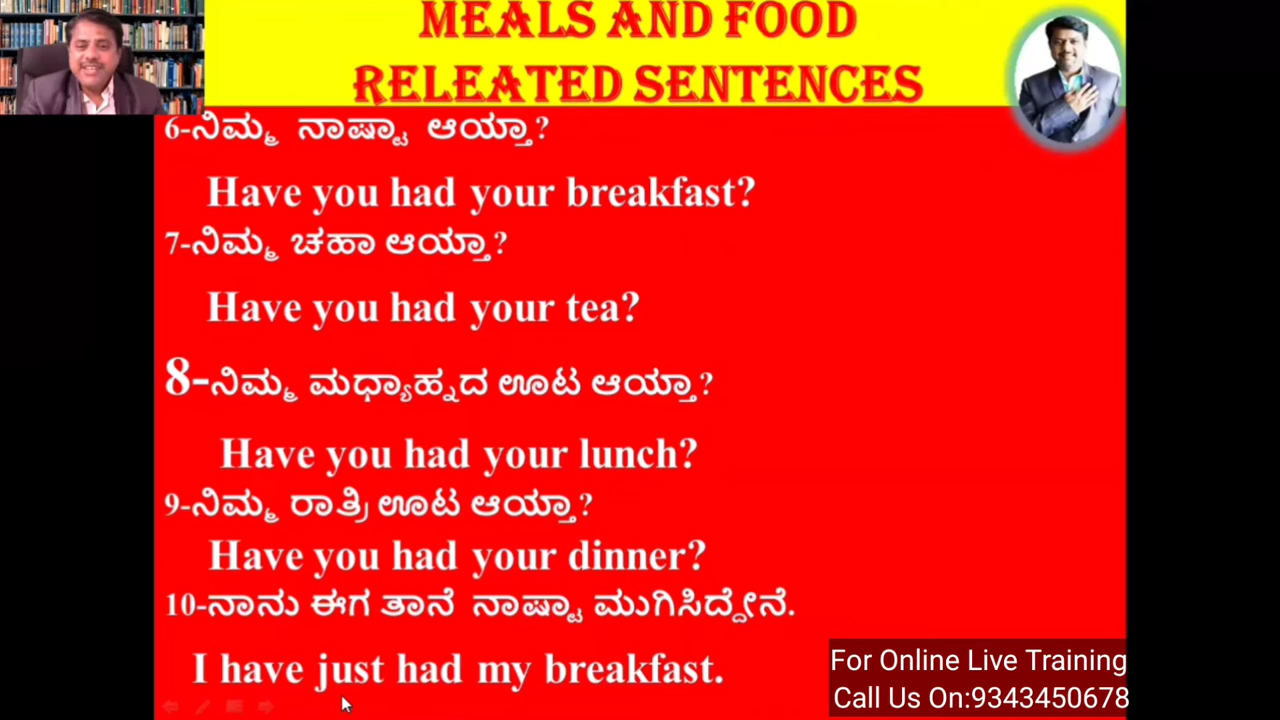 MEALS AND FOOD
RELEATED SENTENCES
6-ನಿಮ್ಮ ನಾಷ್ಟಾ ಆಯ್ತಾ?
Have you had your breakfast?
7-ನಿಮ್ಮ ಚಹಾ ಆಯ್ತಾ?
Have you had your tea?
8-ನಿಮ್ಮ ಮಧ್ಯಾಹ್ನದ ಊಟ ಆಯ್ತಾ?
Have you had your lunch?
9-ನಿಮ್ಮ ರಾತ್ರಿ ಊಟ ಆಯ್ತಾ?
Have you had your dinner?
10-ನಾನು ಈಗ ತಾನೆ ನಾಷ್ಟಾ ಮುಗಿಸಿದ್ದೇನೆ.
I have just had my breakfast.
For Online Live Training
Call Us On:9343450678